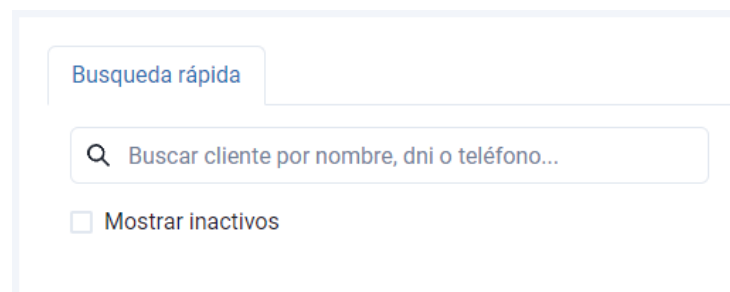 Busqueda rápida
Buscar cliente por nombre, dni o teléfono...
Mostrar inactivos